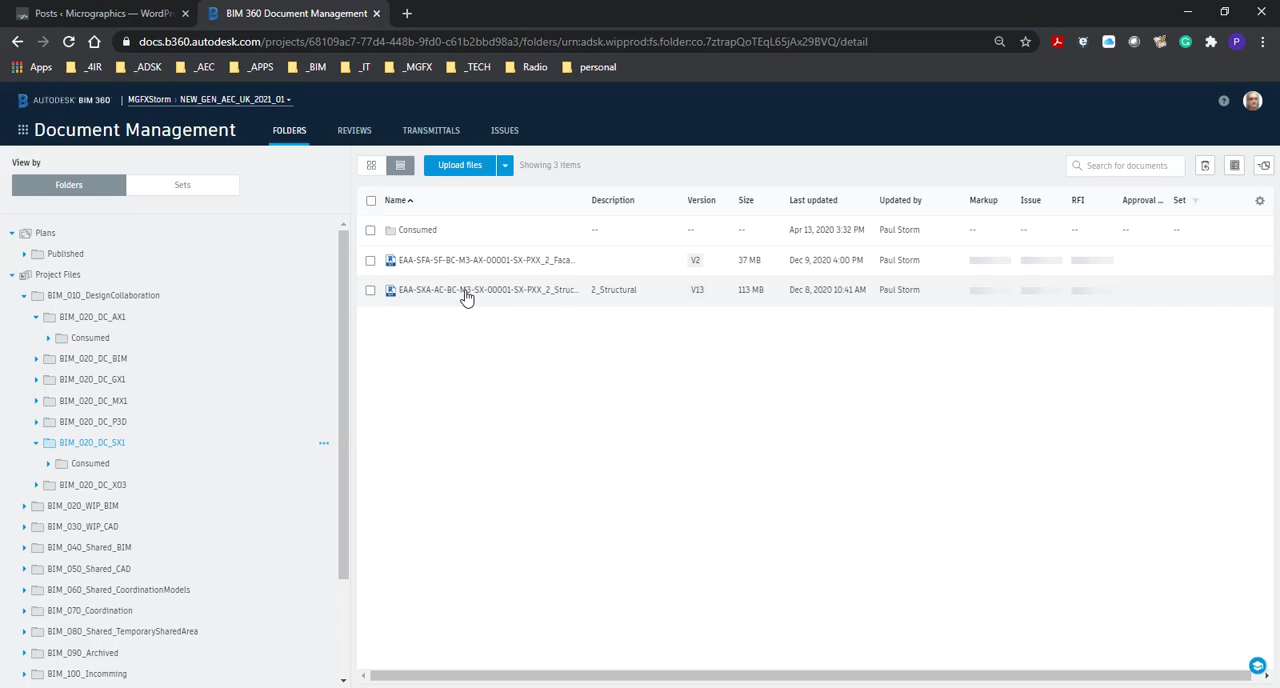 Posts ‹ Micrographics — WordPr
BIM 360 Document Management
docs.b360.autodesk.com/projects/68109ac7-77d4-448b-9fd0-c61b2bbd98a3/folders/urn:adsk.wipprod:fs.folder:co.7ztrapQoTEqL65jAx29BVQ/detail
Apps _4IR _ADSK _AEC _APPS _BIM _IT _MGFX _TECH Radio personal
AUTODESK® BIM 360 MGFXStorm › NEW_GEN_AEC_UK_2021_01
Document Management FOLDERS REVIEWS TRANSMITTALS ISSUES
View by
Folders Sets
Upload files Showing 3 items Search for documents
Name Description Version Size Last updated Updated by Markup Issue RFI Approval ... Set
Consumed -- -- -- Apr 13, 2020 3:32 PM Paul Storm -- -- -- -- --
EAA-SFA-SF-BC-M3-AX-00001-SX-PXX_2_Faca... V2 37 MB Dec 9, 2020 4:00 PM Paul Storm
EAA-SXA-AC-BC-M3-SX-00001-SX-PXX_2_Struc... 2_Structural V13 113 MB Dec 8, 2020 10:41 AM Paul Storm
Plans
Published
Project Files
BIM_010_DesignCollaboration
BIM_020_DC_AX1
Consumed
BIM_020_DC_BIM
BIM_020_DC_GX1
BIM_020_DC_MX1
BIM_020_DC_P3D
BIM_020_DC_SX1
Consumed
BIM_020_DC_X03
BIM_020_WIP_BIM
BIM_030_WIP_CAD
BIM_040_Shared_BIM
BIM_050_Shared_CAD
BIM_060_Shared_CoordinationModels
BIM_070_Coordination
BIM_080_Shared_TemporarySharedArea
BIM_090_Archived
BIM_100_Incomming